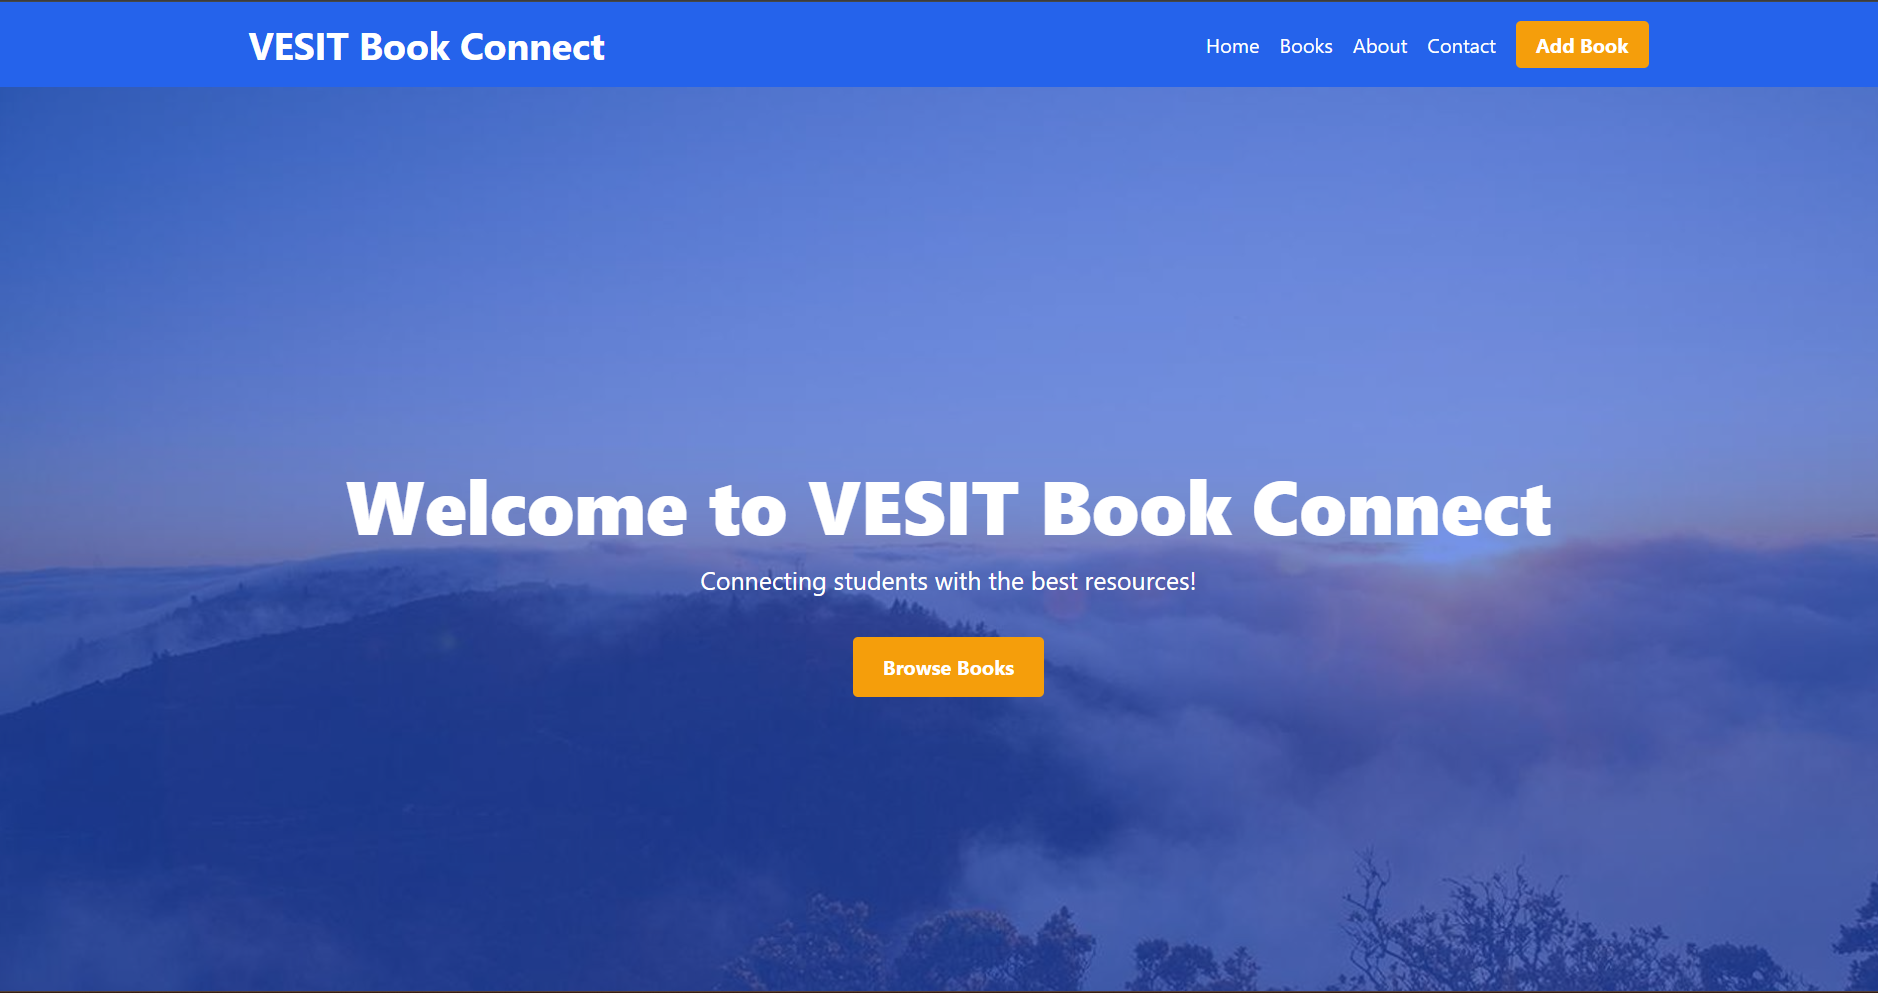 VESIT Book Connect
Home Books About Contact Add Book
Welcome to VESIT Book Connect
Connecting students with the best resources!
Browse Books